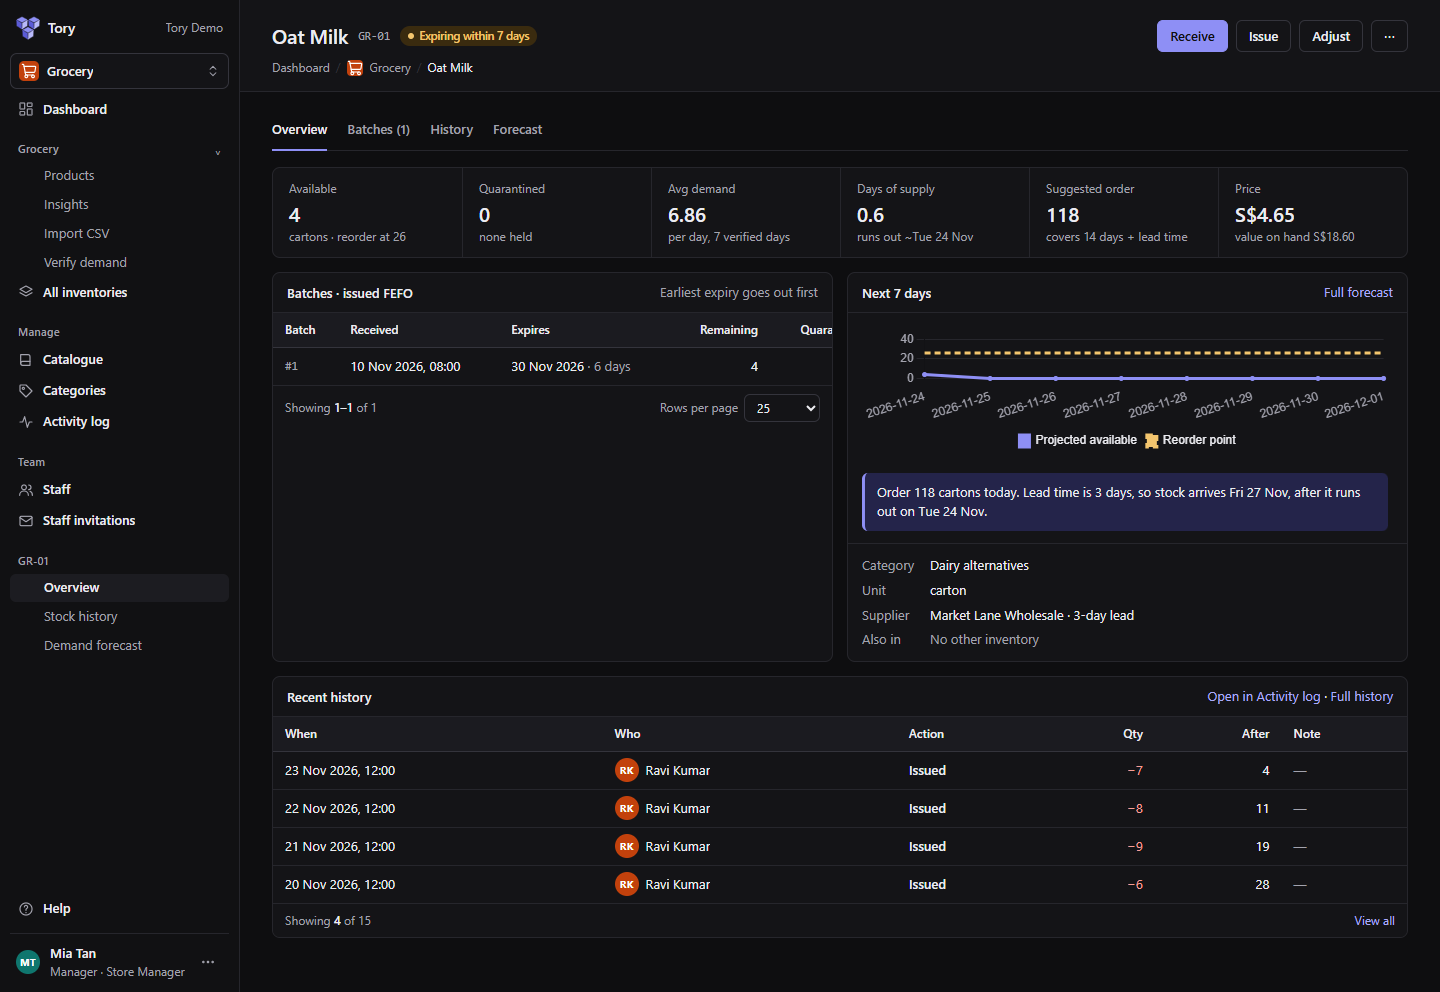 Tory
Tory Demo
Grocery
Dashboard
Grocery
Products
Insights
Import CSV
Verify demand
All inventories
Manage
Catalogue
Categories
Activity log
Team
Staff
Staff invitations
GR-01
Overview
Stock history
Demand forecast
Help
MT
Mia Tan
Manager · Store Manager
Oat Milk GR-01 Expiring within 7 days
Dashboard / Grocery / Oat Milk
Receive Issue Adjust ...
Overview Batches (1) History Forecast
Available
4
cartons · reorder at 26
Quarantined
0
none held
Avg demand
6.86
per day, 7 verified days
Days of supply
0.6
runs out ~Tue 24 Nov
Suggested order
118
covers 14 days + lead time
Price
S$4.65
value on hand S$18.60
Batches · issued FEFO Earliest expiry goes out first
Batch Received Expires Remaining Quara
#1 10 Nov 2026, 08:00 30 Nov 2026 · 6 days 4
Showing 1–1 of 1 Rows per page 25
Next 7 days Full forecast
40
20
0
2026-11-24 2026-11-25 2026-11-26 2026-11-27 2026-11-28 2026-11-29 2026-11-30 2026-12-01
Projected available Reorder point
Order 118 cartons today. Lead time is 3 days, so stock arrives Fri 27 Nov, after it runs
out on Tue 24 Nov.
Category Dairy alternatives
Unit carton
Supplier Market Lane Wholesale · 3-day lead
Also in No other inventory
Recent history Open in Activity log · Full history
When Who Action Qty After Note
23 Nov 2026, 12:00 RK Ravi Kumar Issued −7 4 —
22 Nov 2026, 12:00 RK Ravi Kumar Issued −8 11 —
21 Nov 2026, 12:00 RK Ravi Kumar Issued −9 19 —
20 Nov 2026, 12:00 RK Ravi Kumar Issued −6 28 —
Showing 4 of 15 View all